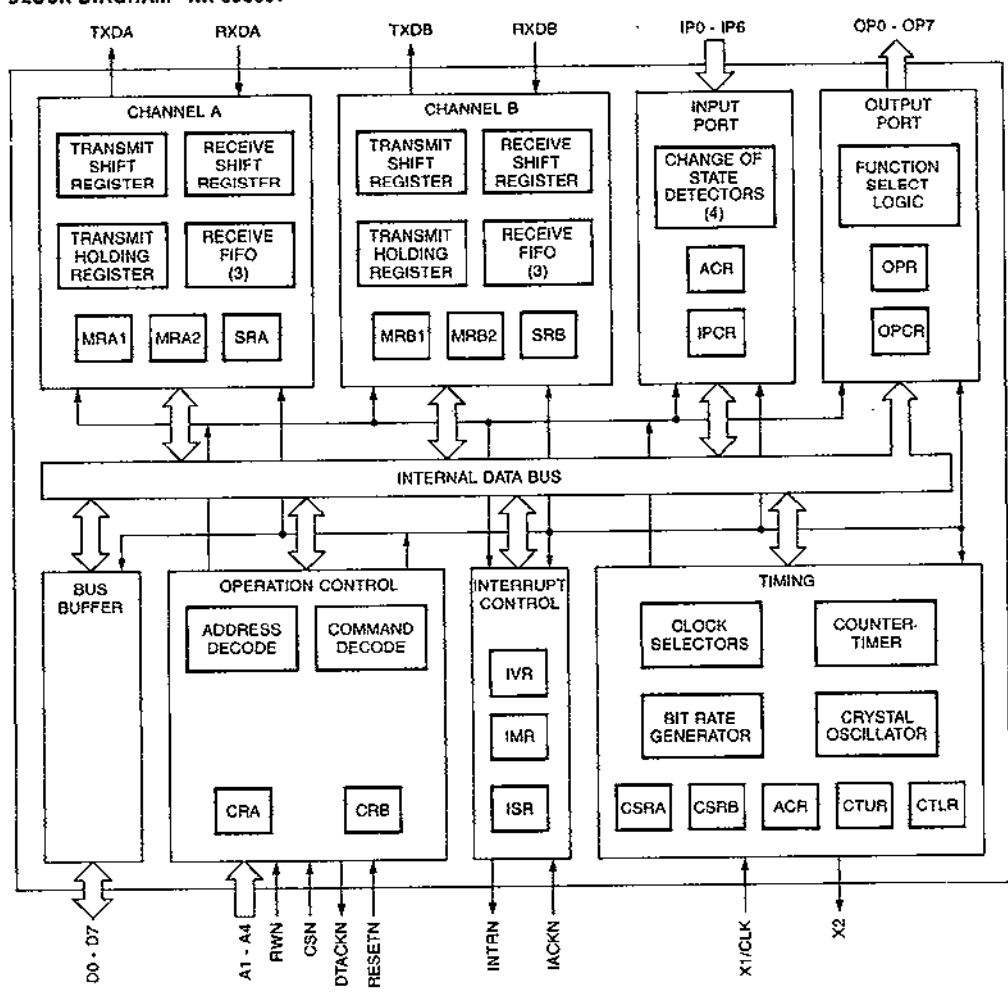 TXDA RXDA TXDB RXDB IP0 - IP6 OP0 - OP7
CHANNEL A
TRANSMIT SHIFT REGISTER
RECEIVE SHIFT REGISTER
TRANSMIT HOLDING REGISTER
RECEIVE FIFO (3)
MRA1 MRA2 SRA
CHANNEL B
TRANSMIT SHIFT REGISTER
RECEIVE SHIFT REGISTER
TRANSMIT HOLDING REGISTER
RECEIVE FIFO (3)
MRB1 MRB2 SRB
INPUT PORT
CHANGE OF STATE DETECTORS (4)
ACR
IPCR
OUTPUT PORT
FUNCTION SELECT LOGIC
OPR
OPCR
INTERNAL DATA BUS
BUS BUFFER
OPERATION CONTROL
ADDRESS DECODE
COMMAND DECODE
CRA CRB
INTERRUPT CONTROL
IVR
IMR
ISR
TIMING
CLOCK SELECTORS
COUNTER-TIMER
BIT RATE GENERATOR
CRYSTAL OSCILLATOR
CSRA CSRB ACR CTUR CTLR
D0 - D7
A1 - A4
RWN
CSN
DTACKN
RESETN
INTRN
IACKN
X1/CLK
X2